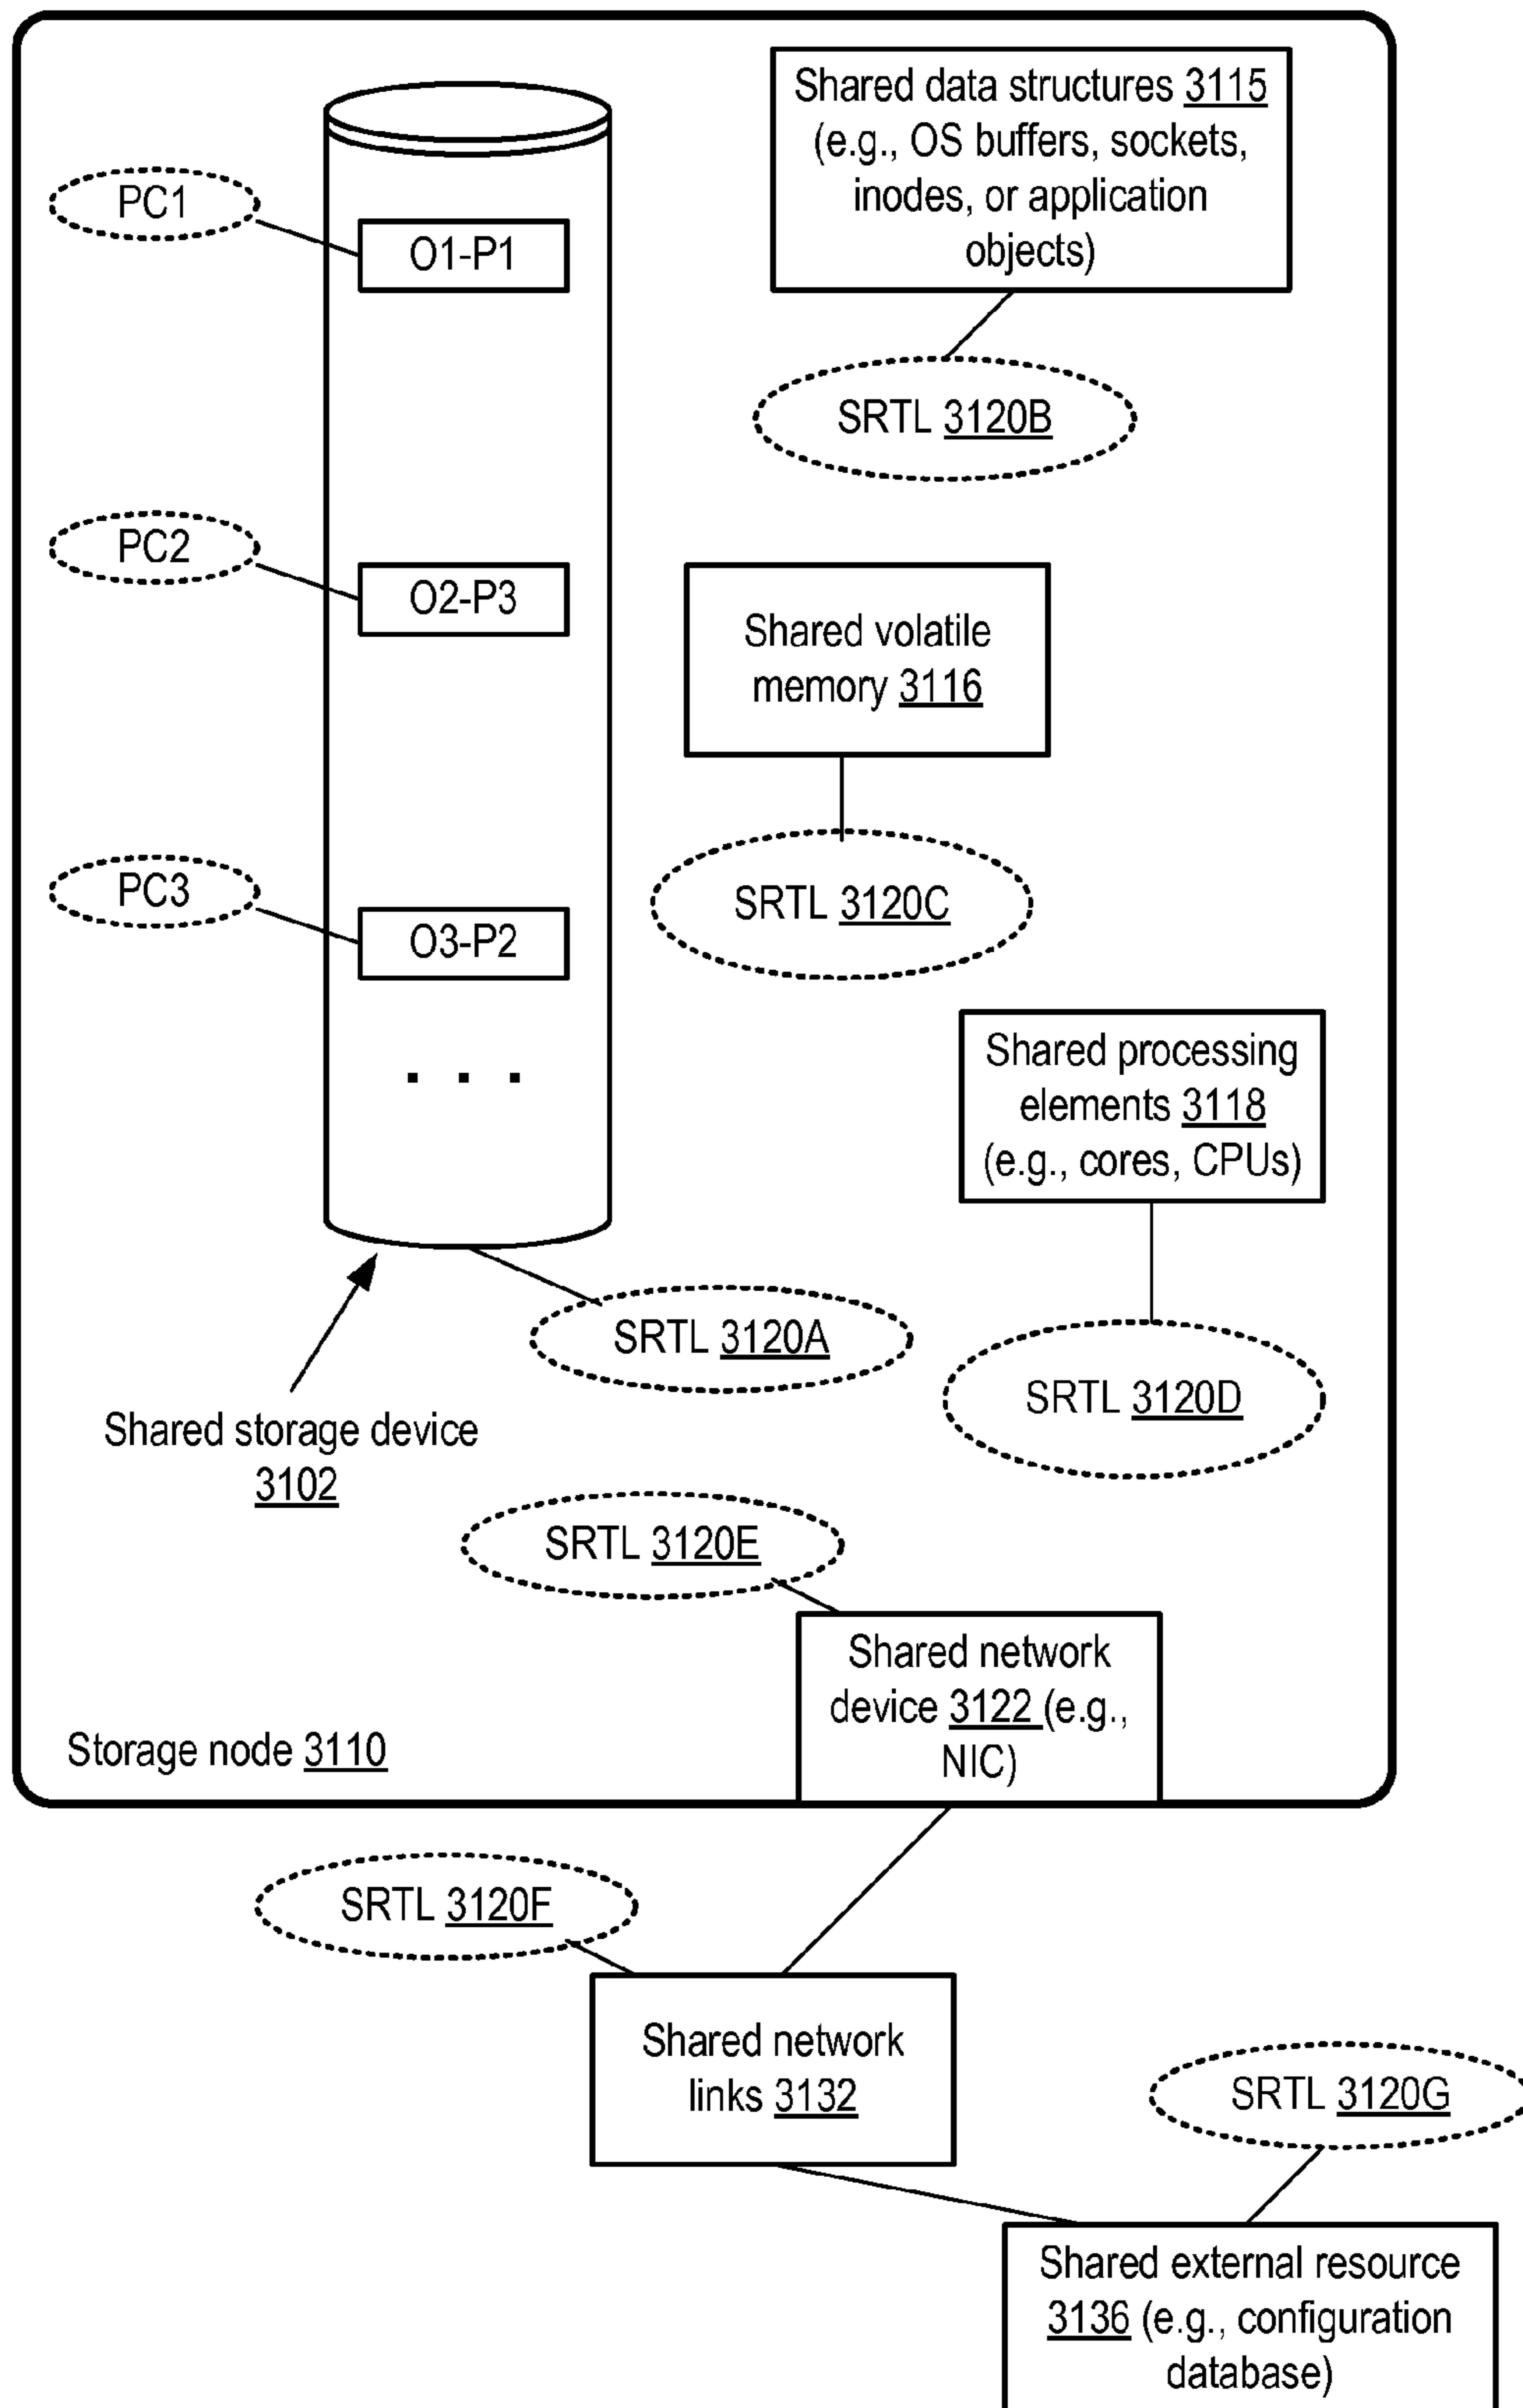 Shared data structures 3115
(e.g., OS buffers, sockets,
inodes, or application
objects)
PC1
O1-P1
SRTL 3120B
PC2
O2-P3
Shared volatile
memory 3116
PC3
O3-P2
SRTL 3120C
Shared processing
elements 3118
(e.g., cores, CPUs)
. . .
SRTL 3120A
SRTL 3120D
Shared storage device
3102
SRTL 3120E
Shared network
device 3122 (e.g.,
NIC)
Storage node 3110
SRTL 3120F
Shared network
links 3132
SRTL 3120G
Shared external resource
3136 (e.g., configuration
database)